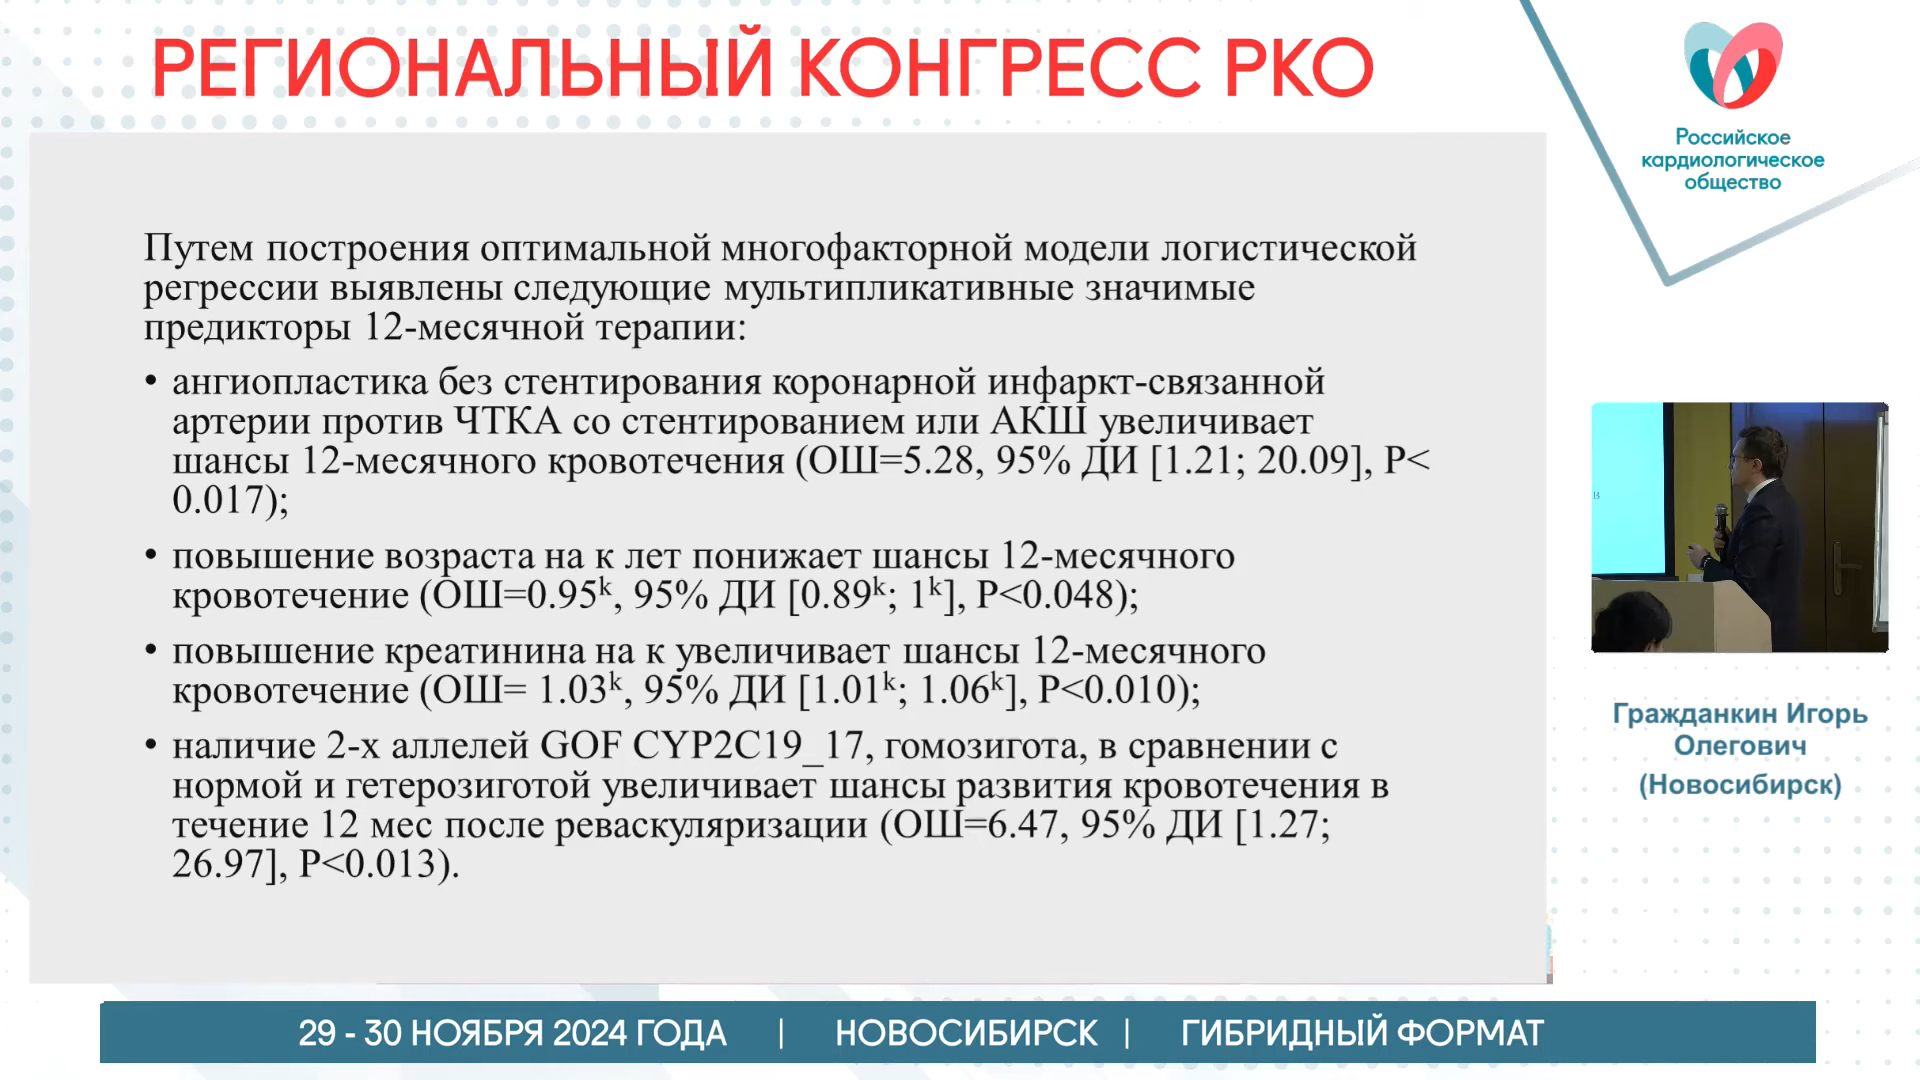 РЕГИОНАЛЬНЫЙ КОНГРЕСС РКО
Российское
кардиологическое
общество
Путем построения оптимальной многофакторной модели логистической
регрессии выявлены следующие мультипликативные значимые
предикторы 12-месячной терапии:
• ангиопластика без стентирования коронарной инфаркт-связанной
артерии против ЧТКА со стентированием или АКШ увеличивает
шансы 12-месячного кровотечения (ОШ=5.28, 95% ДИ [1.21; 20.09], P<
0.017);
• повышение возраста на к лет понижает шансы 12-месячного
кровотечение (ОШ=0.95ᵏ, 95% ДИ [0.89ᵏ; 1ᵏ], P<0.048);
• повышение креатинина на к увеличивает шансы 12-месячного
кровотечение (ОШ= 1.03ᵏ, 95% ДИ [1.01ᵏ; 1.06ᵏ], P<0.010);
• наличие 2-х аллелей GOF CYP2C19_17, гомозигота, в сравнении с
нормой и гетерозиготой увеличивает шансы развития кровотечения в
течение 12 мес после реваскуляризации (ОШ=6.47, 95% ДИ [1.27;
26.97], P<0.013).
в
Гражданкин Игорь
Олегович
(Новосибирск)
29 - 30 НОЯБРЯ 2024 ГОДА | НОВОСИБИРСК | ГИБРИДНЫЙ ФОРМАТ